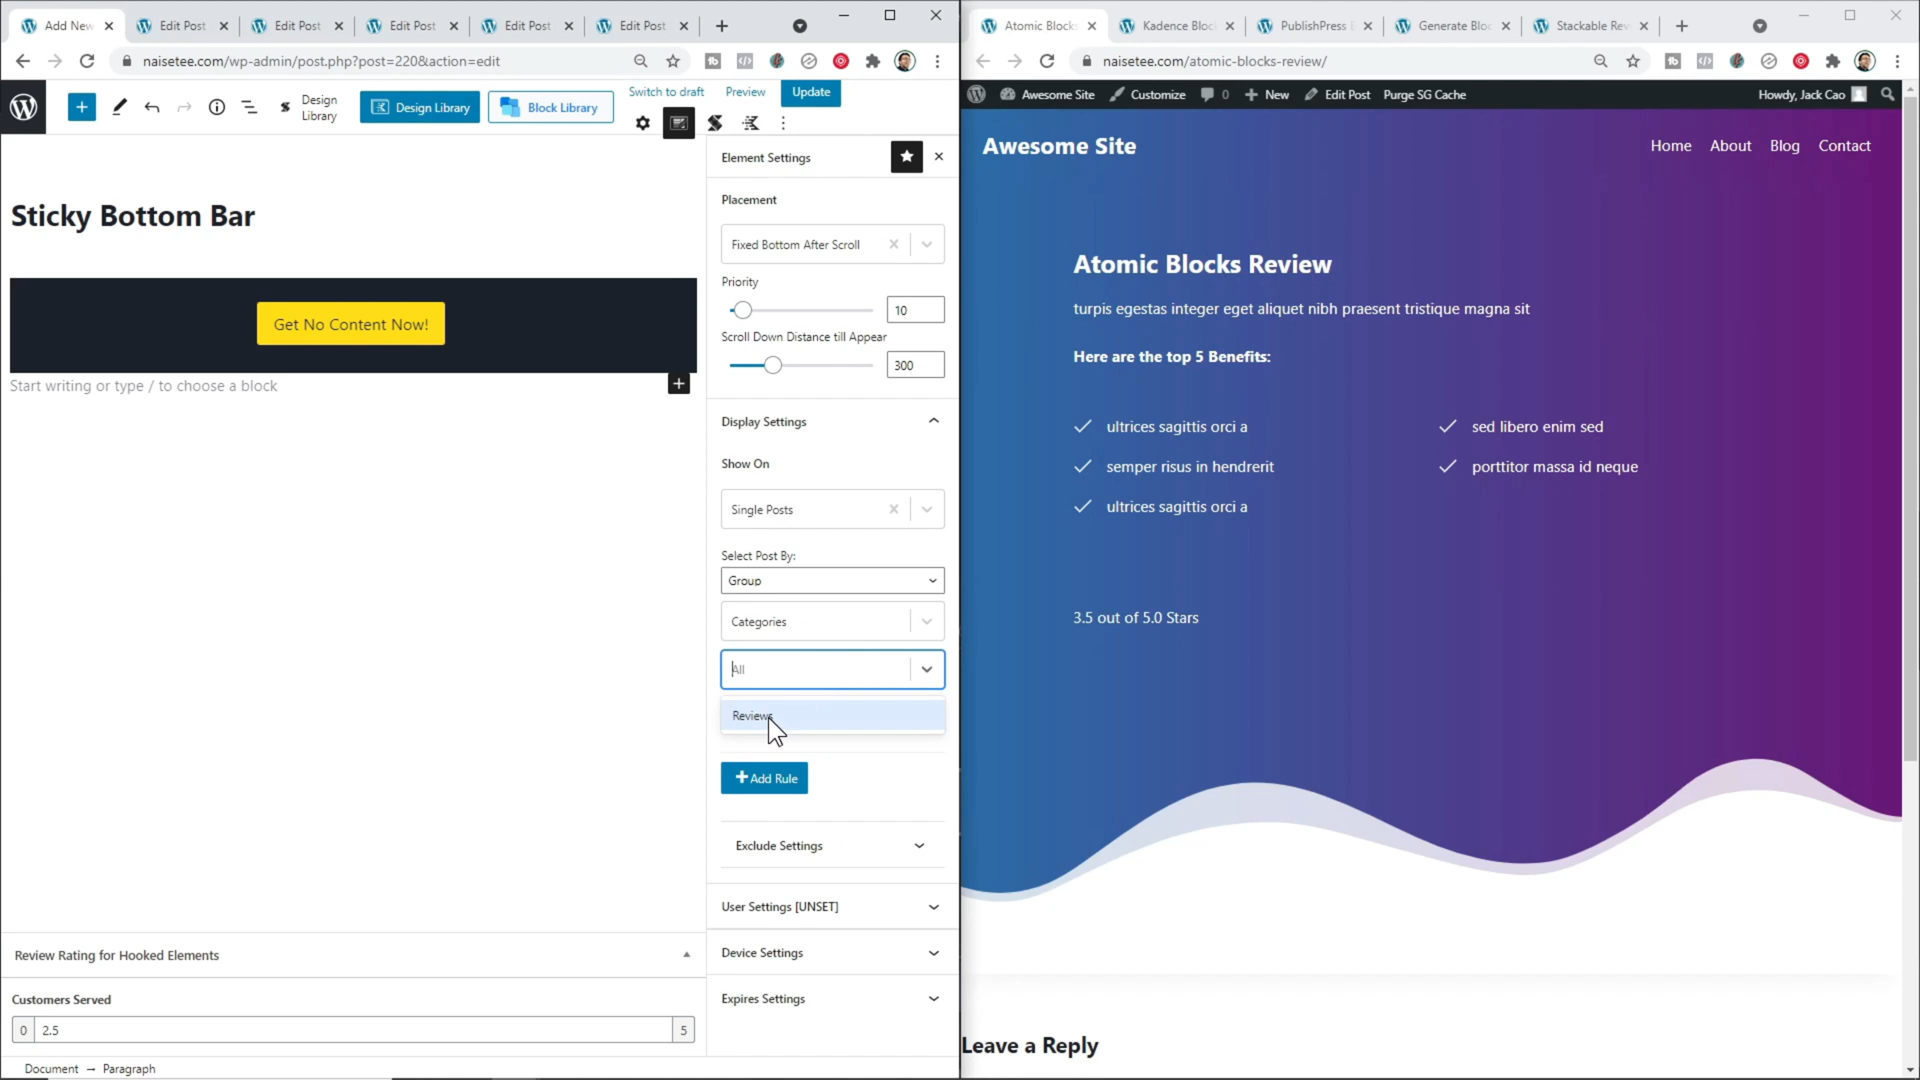 Add New
Edit Post
Edit Post
Edit Post
Edit Post
Edit Post
naisetee.com/wp-admin/post.php?post=220&action=edit
Design
Library
Design Library
Block Library
Switch to draft
Preview
Update
Sticky Bottom Bar
Get No Content Now!
Start writing or type / to choose a block
Review Rating for Hooked Elements
Customers Served
0
2.5
5
Document → Paragraph
Element Settings
Placement
Fixed Bottom After Scroll
Priority
10
Scroll Down Distance till Appear
300
Display Settings
Show On
Single Posts
Select Post By:
Group
Categories
All
Reviews
Add Rule
Exclude Settings
User Settings [UNSET]
Device Settings
Expires Settings
Atomic Blocks
Kadence Bloc
PublishPress
Generate Bloc
Stackable Rev
naisetee.com/atomic-blocks-review/
Awesome Site
Customize
0
New
Edit Post
Purge SG Cache
Howdy, Jack Cao
Awesome Site
Home
About
Blog
Contact
Atomic Blocks Review
turpis egestas integer eget aliquet nibh praesent tristique magna sit
Here are the top 5 Benefits:
ultrices sagittis orci a
sed libero enim sed
semper risus in hendrerit
porttitor massa id neque
ultrices sagittis orci a
3.5 out of 5.0 Stars
Leave a Reply